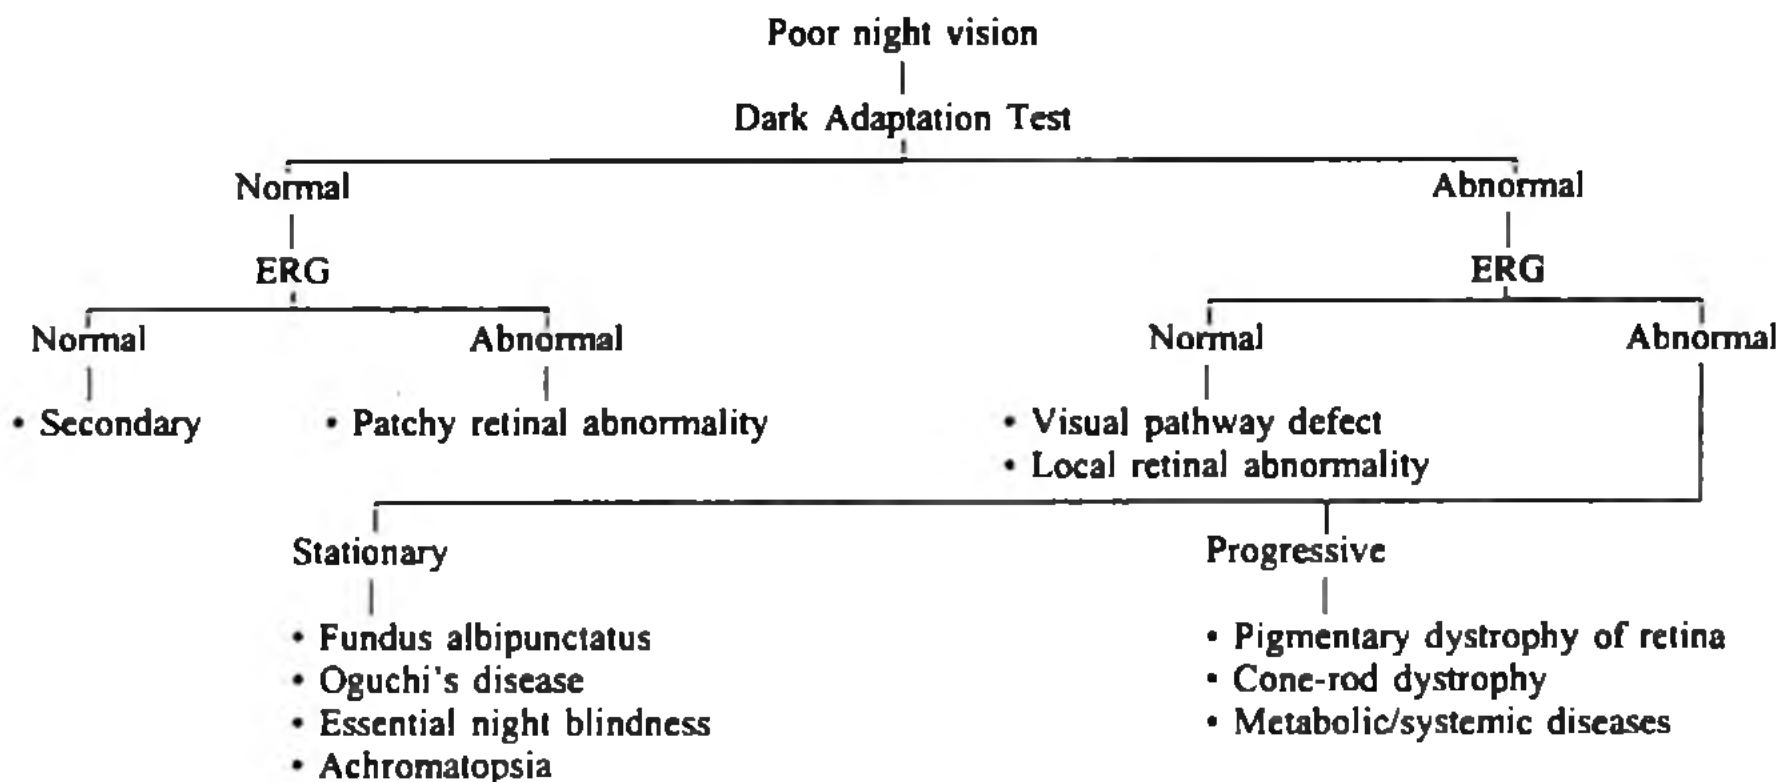 Poor night vision
Dark Adaptation Test
Normal
Abnormal
ERG
ERG
Normal
Abnormal
Normal
Abnormal
• Secondary
• Patchy retinal abnormality
• Visual pathway defect
• Local retinal abnormality
Stationary
Progressive
• Fundus albipunctatus
• Oguchi's disease
• Essential night blindness
• Achromatopsia
• Pigmentary dystrophy of retina
• Cone-rod dystrophy
• Metabolic/systemic diseases